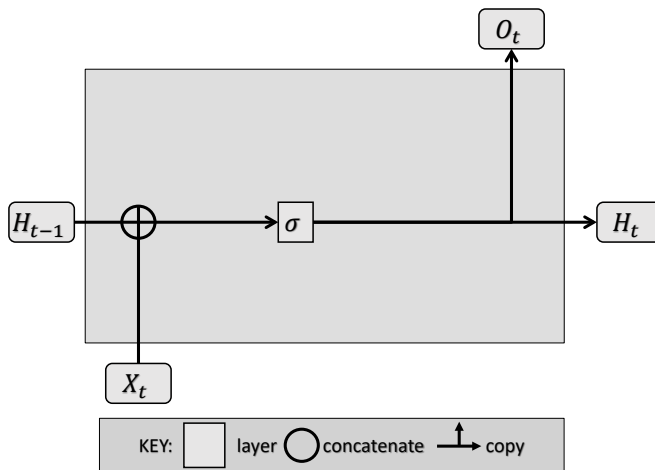 O_t
H_{t-1}
σ
H_t
X_t
KEY: layer concatenate copy